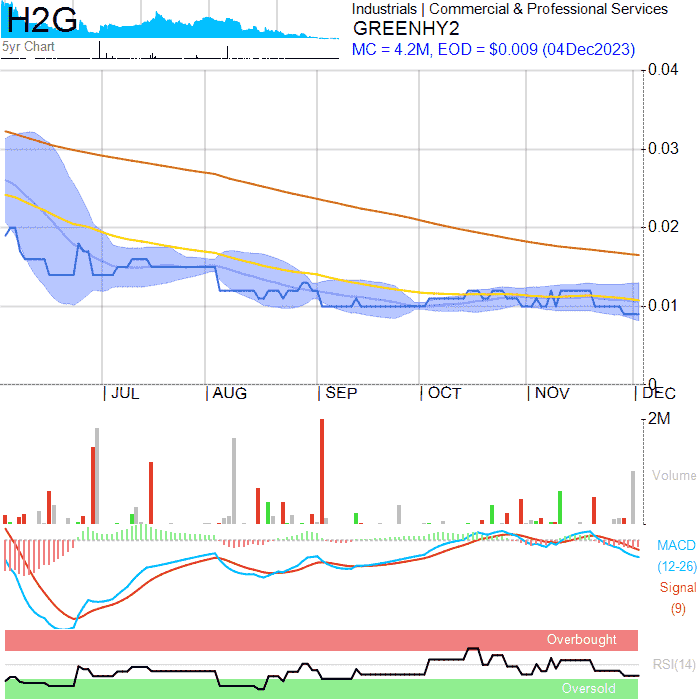 H2G
5yr Chart
Industrials | Commercial & Professional Services
GREENHY2
MC = 4.2M, EOD = $0.009 (04Dec2023)
0.04
0.03
0.02
0.01
0
| JUL | AUG | SEP | OCT | NOV | DEC
2M
Volume
MACD
(12-26)
Signal
(9)
Overbought
RSI(14)
Oversold